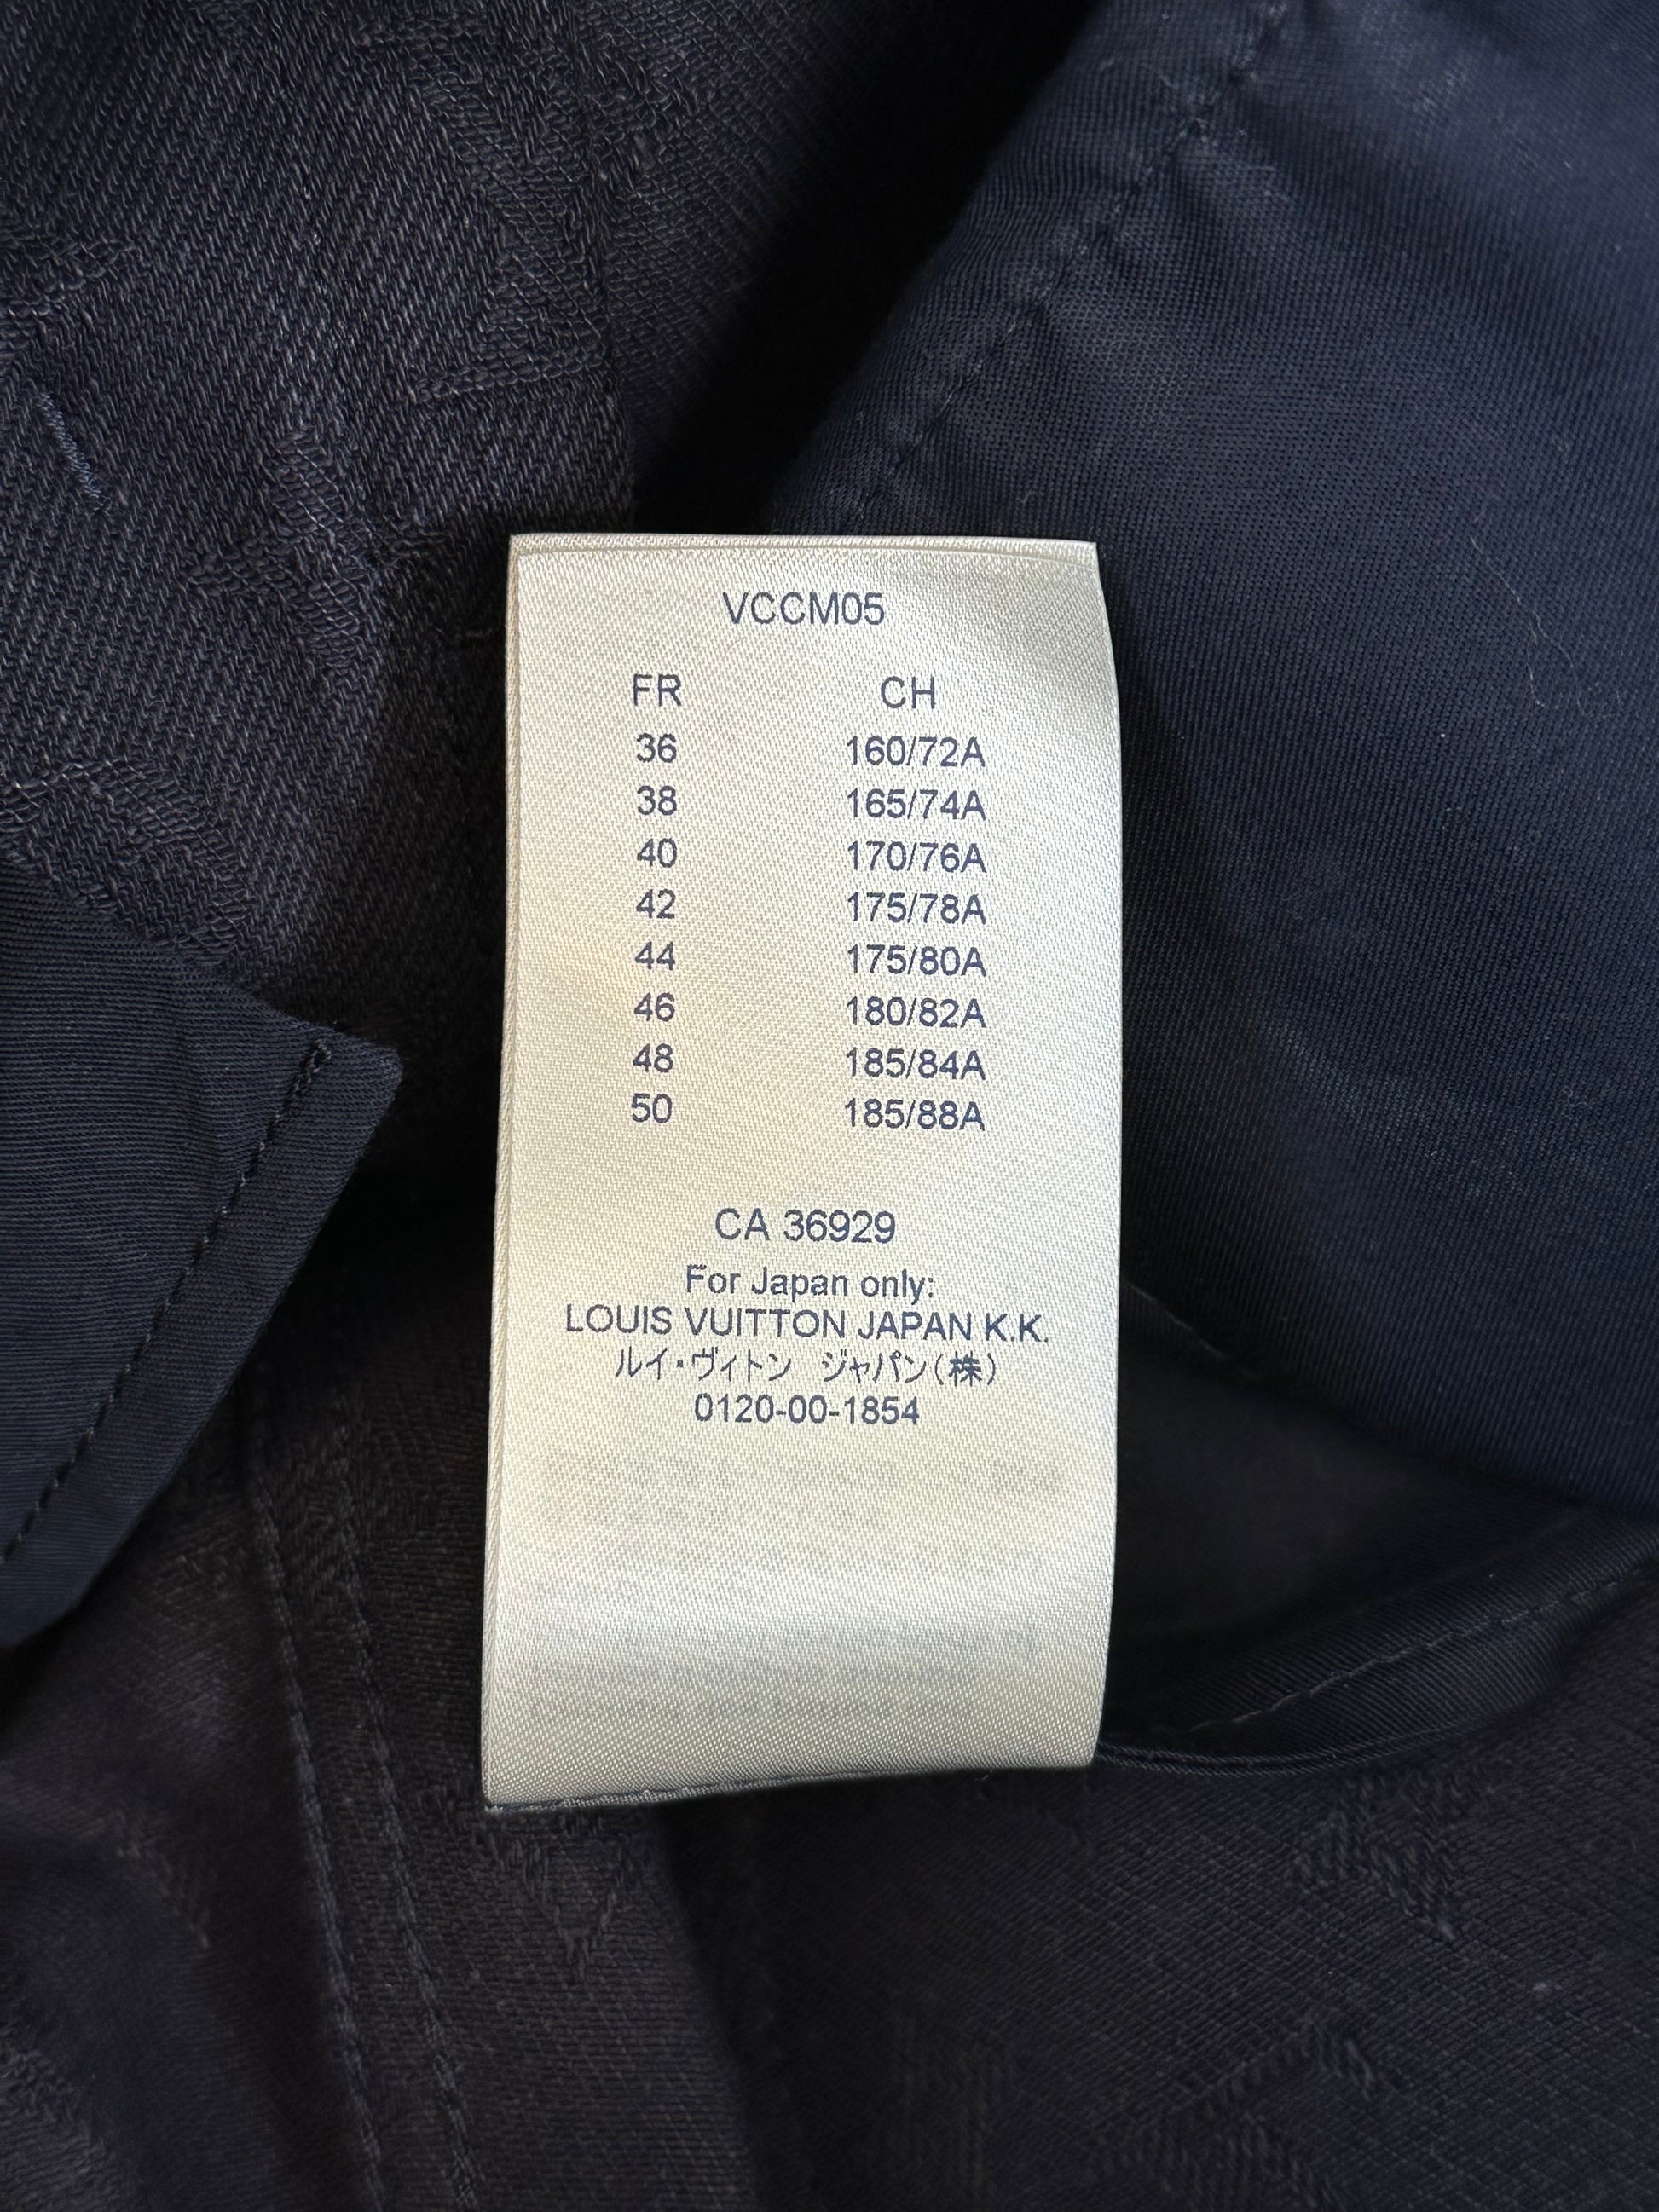 VCCM05
FR CH
36 160/72A
38 165/74A
40 170/76A
42 175/78A
44 175/80A
46 180/82A
48 185/84A
50 185/88A
CA 36929
For Japan only:
LOUIS VUITTON JAPAN K.K.
ルイ・ヴィトン ジャパン(株)
0120-00-1854